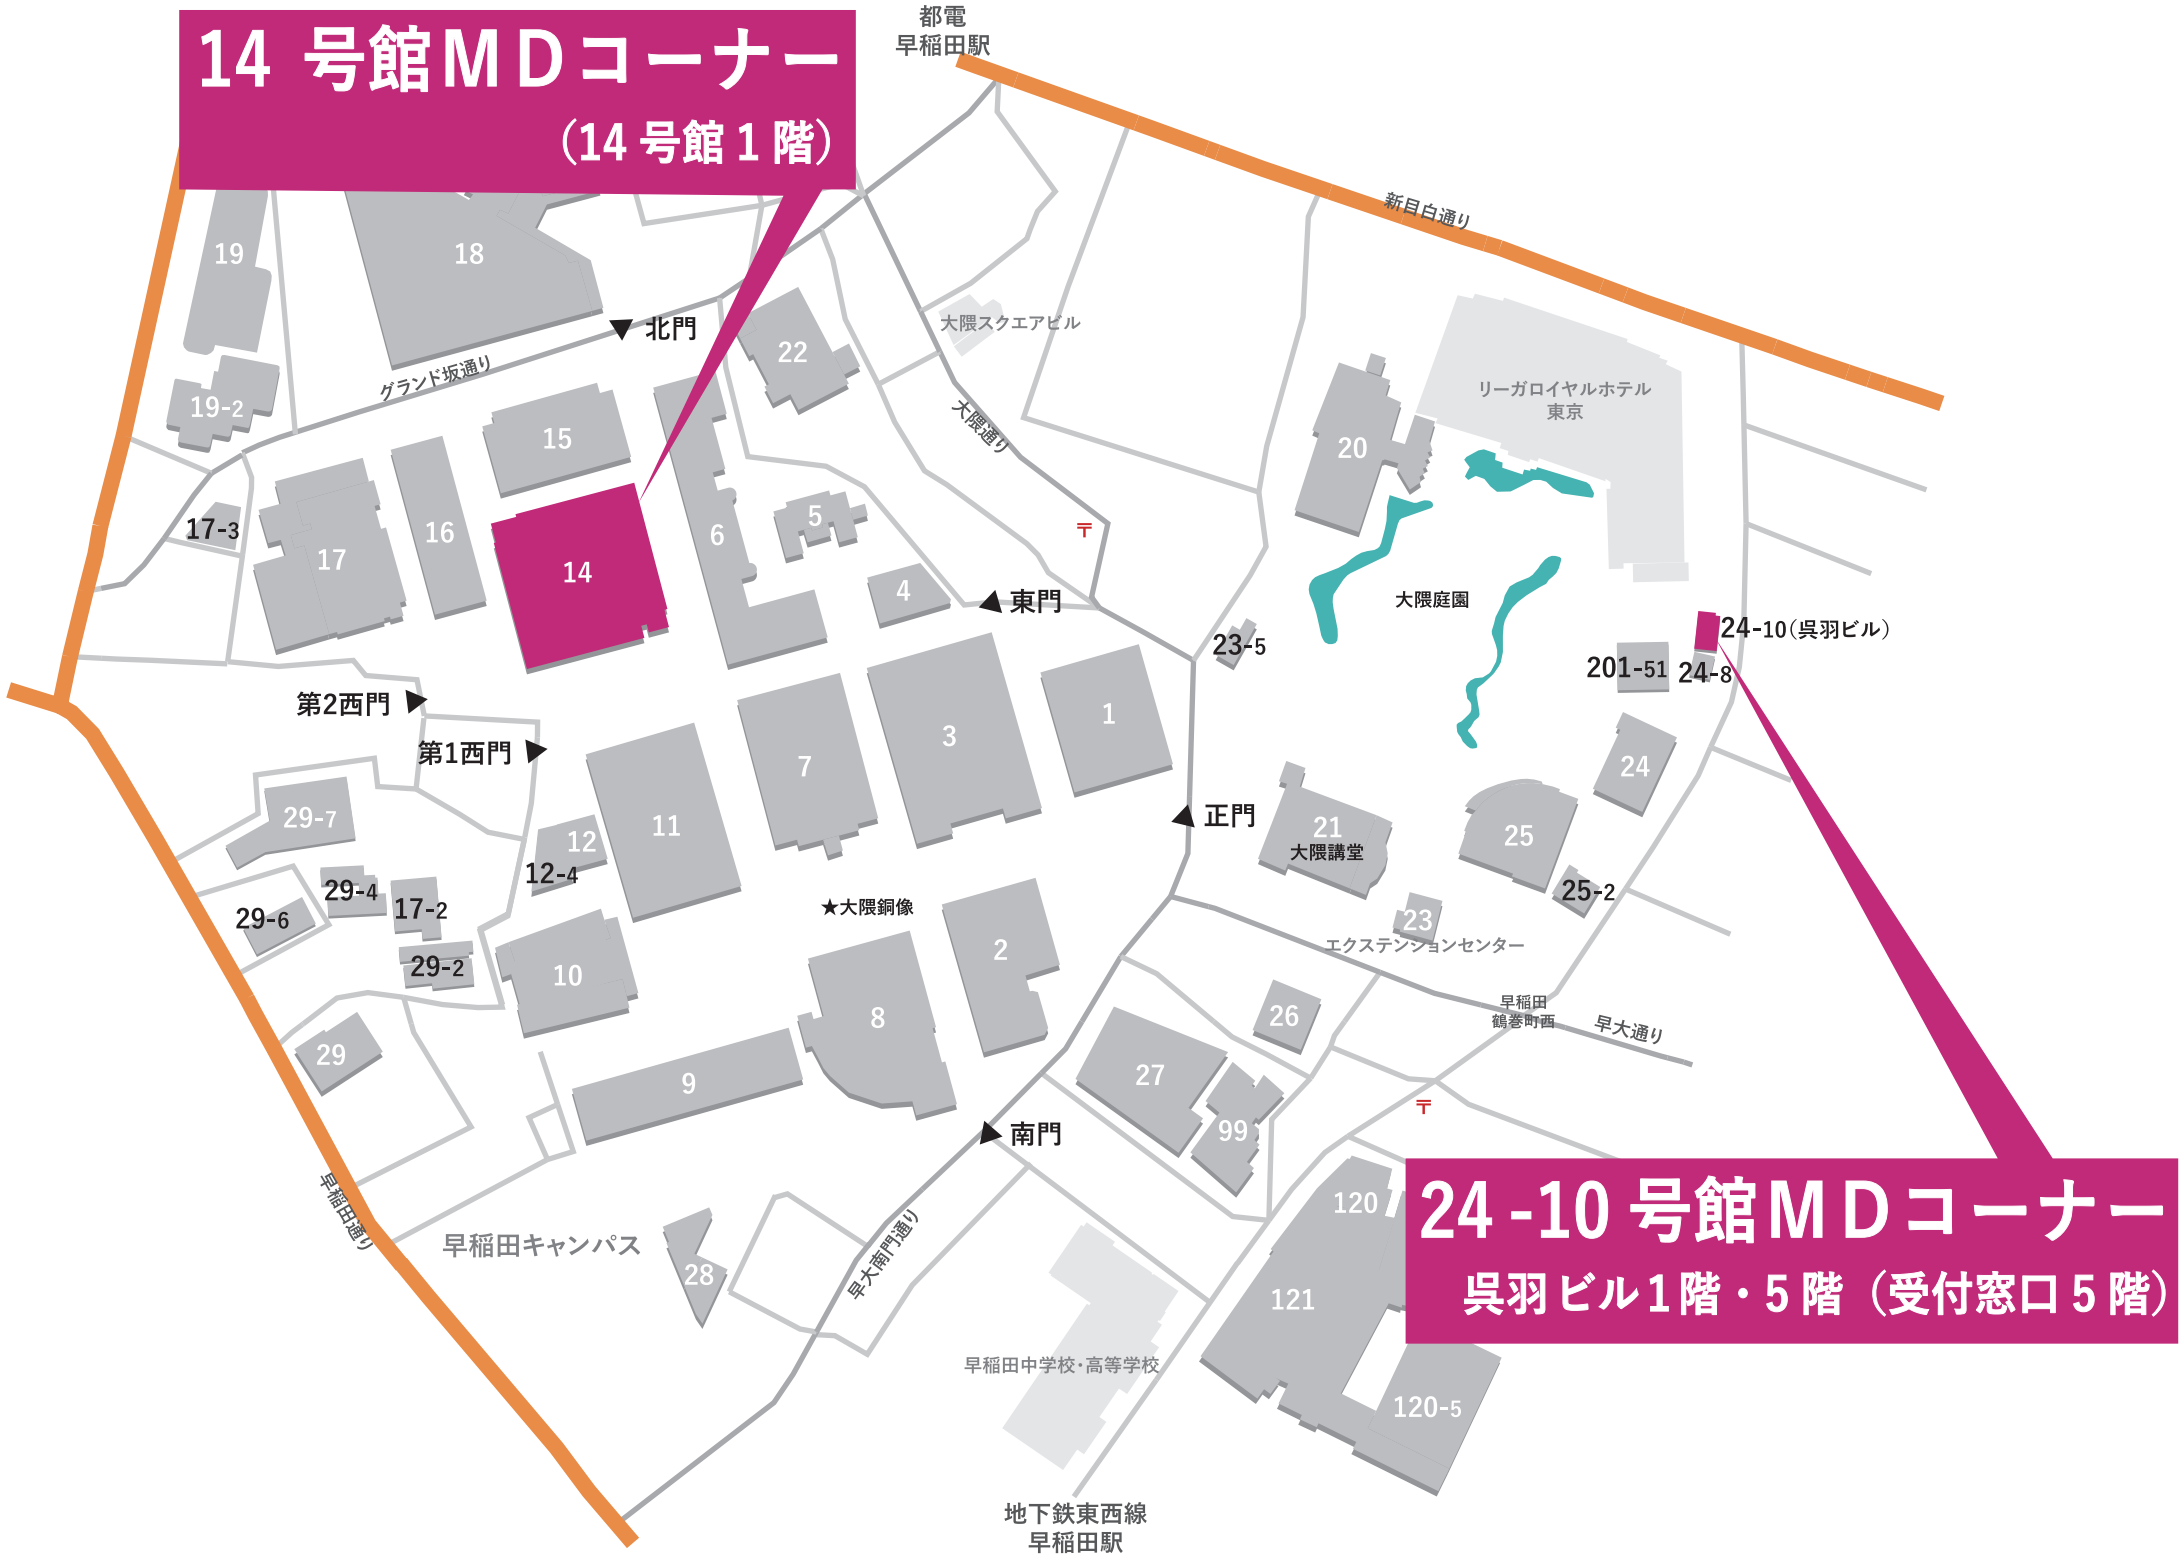 都電
早稲田駅
14 号館ＭＤコーナー
（14 号館 1 階）
新目白通り
19
18
北門
グランド坂通り
大隈スクエアビル
22
19-2
15
リーガロイヤルホテル
東京
大隈通り
20
17-3
17
16
14
6
5
〒
4
東門
大隈庭園
23-5
24-10（呉羽ビル）
201-51
24-8
第2西門
第1西門
1
3
7
24
正門
11
21
大隈講堂
25
29-7
12
12-4
25-2
29-4
17-2
29-6
★大隈銅像
23
エクステンションセンター
29-2
10
2
8
26
早稲田
鶴巻町西
早大通り
29
9
27
99
〒
南門
早稲田通り
早稲田キャンパス
28
早大南門通り
120
121
24 -10 号館ＭＤコーナー
呉羽ビル1階・5 階（受付窓口 5 階）
早稲田中学校・高等学校
120-5
地下鉄東西線
早稲田駅